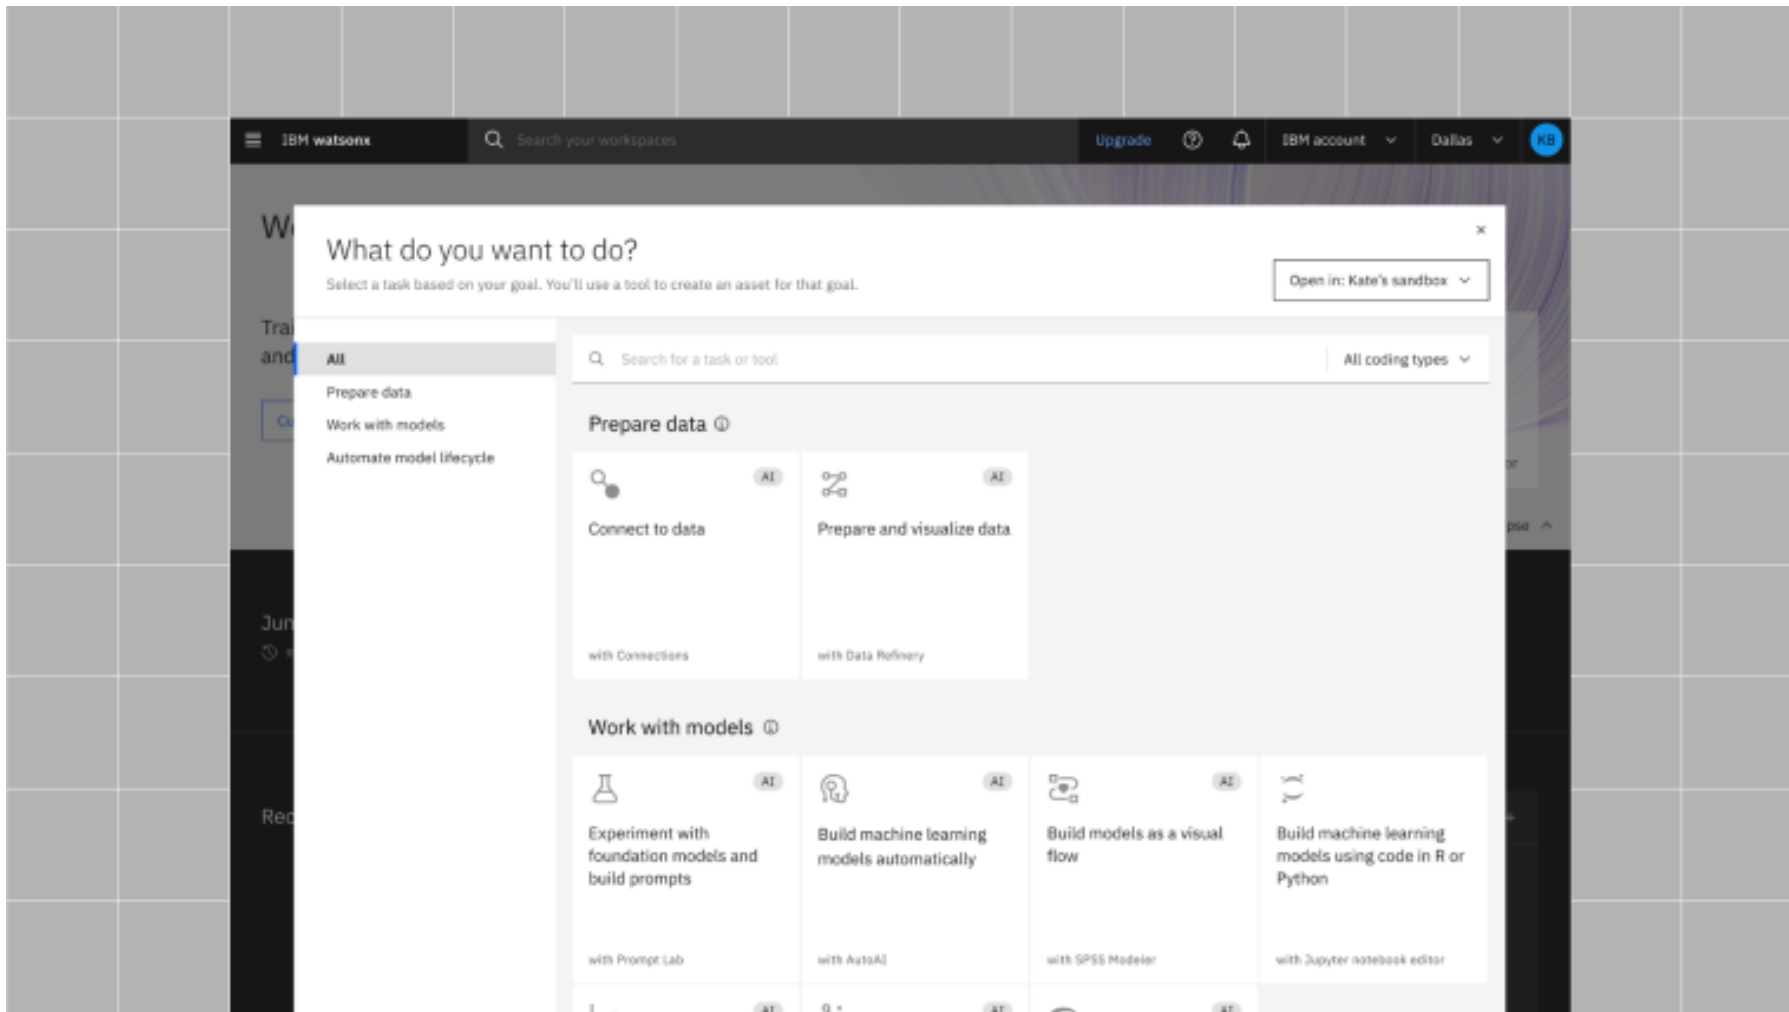 IBM watsonx
Search your workspaces
Upgrade
IBM account
Dallas
KB
What do you want to do?
Select a task based on your goal. You'll use a tool to create an asset for that goal.
Open in: Kate's sandbox
All
Prepare data
Work with models
Automate model lifecycle
Search for a task or tool
All coding types
Prepare data
AI
Connect to data
with Connections
AI
Prepare and visualize data
with Data Refinery
Work with models
AI
Experiment with
foundation models and
build prompts
with Prompt Lab
AI
Build machine learning
models automatically
with AutoAI
AI
Build models as a visual
flow
with SPSS Modeler
Build machine learning
models using code in R or
Python
with Jupyter notebook editor
AI
AI
AI